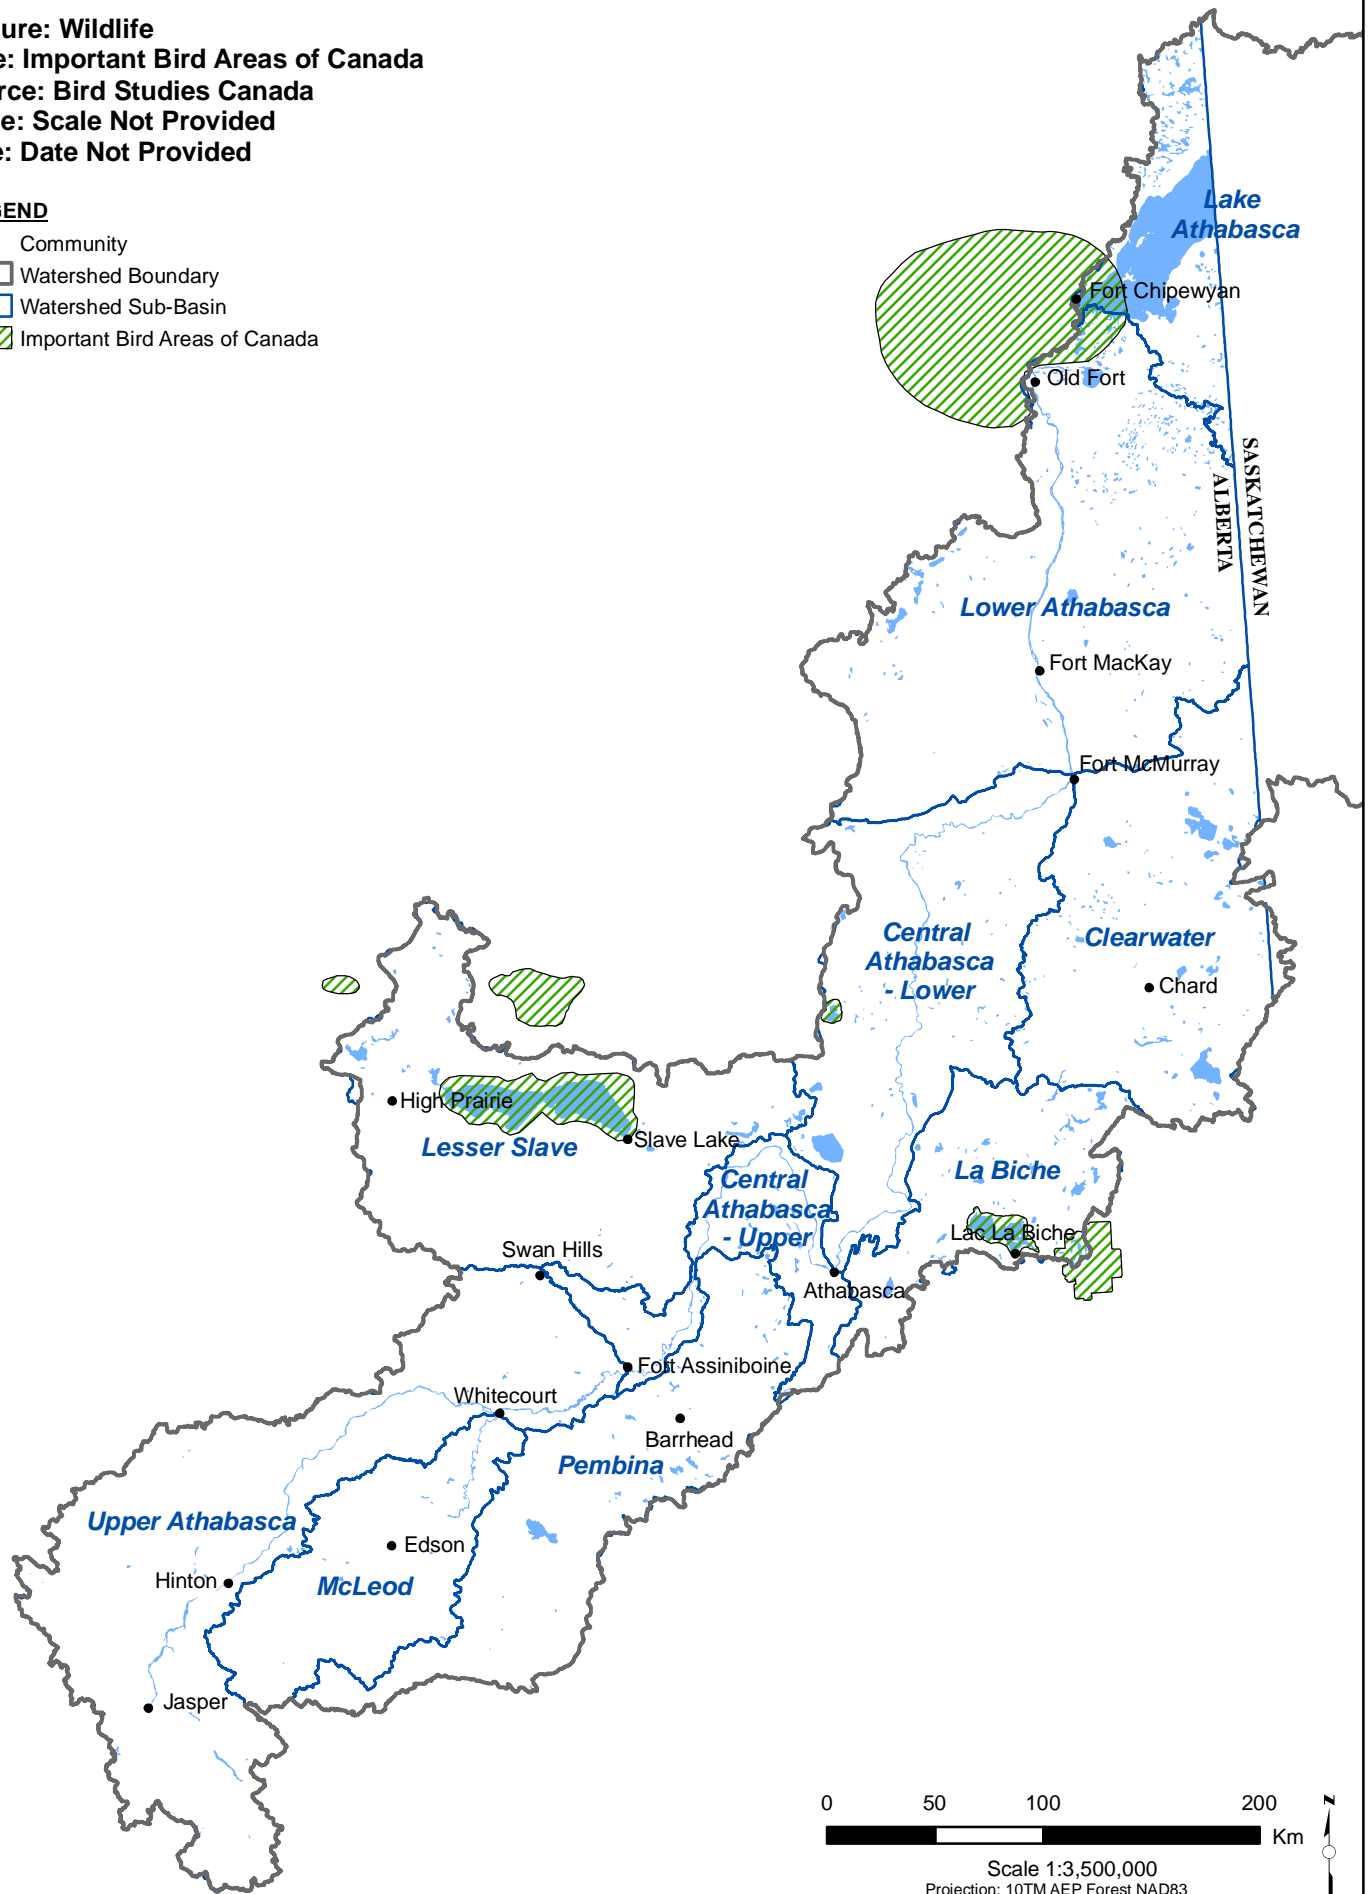 ure: Wildlife
e: Important Bird Areas of Canada
rce: Bird Studies Canada
e: Scale Not Provided
e: Date Not Provided
GEND
Community
Watershed Boundary
Watershed Sub-Basin
Important Bird Areas of Canada
Lake
Athabasca
Fort Chipewyan
Old Fort
SASKATCHEWAN
ALBERTA
Lower Athabasca
Fort MacKay
Fort McMurray
Central
Athabasca
- Lower
Clearwater
Chard
High Prairie
Slave Lake
Lesser Slave
La Biche
Central
Athabasca
- Upper
Lac La Biche
Swan Hills
Athabasca
Fort Assiniboine
Whitecourt
Barrhead
Pembina
Upper Athabasca
Edson
Hinton
McLeod
Jasper
0 50 100 200
Km
N
Scale 1:3,500,000
Projection: 10TM AEP Forest NAD83